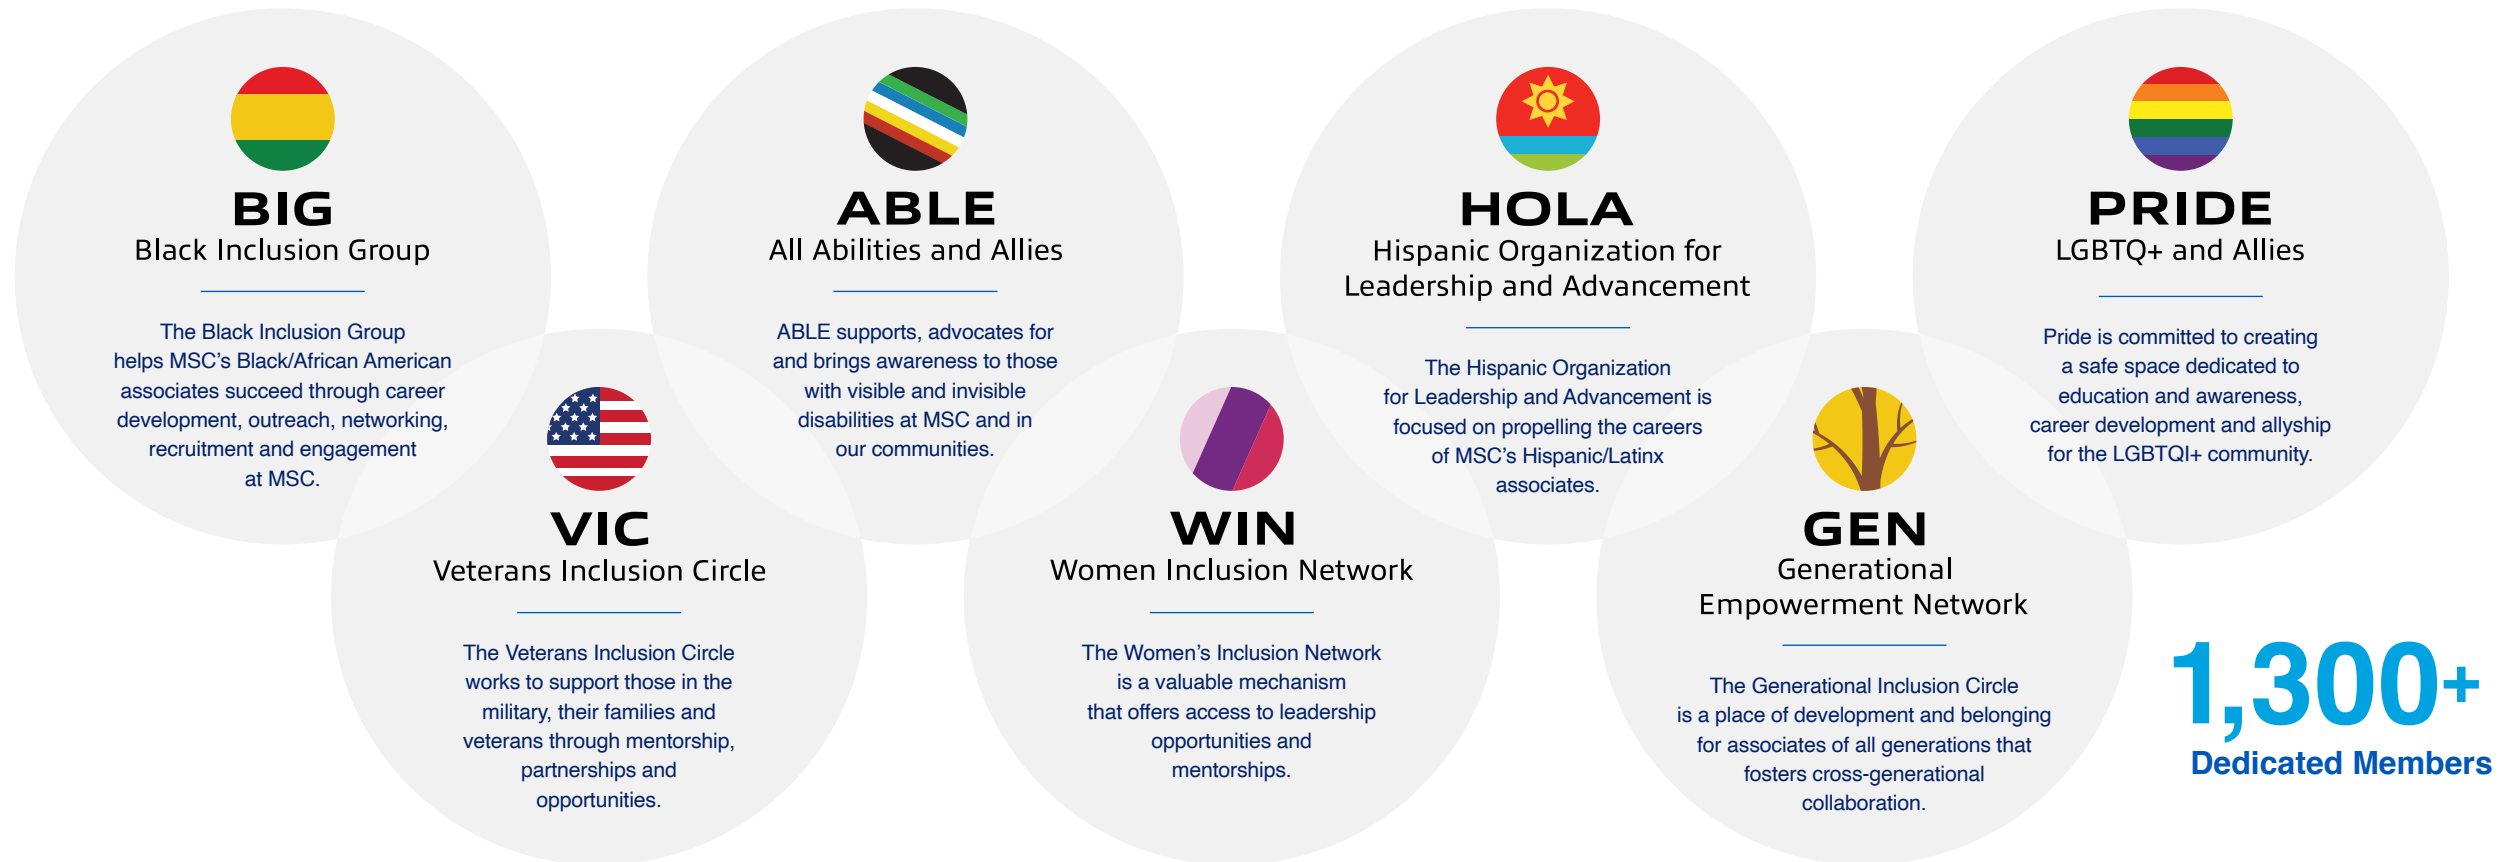 BIG
Black Inclusion Group
The Black Inclusion Group
helps MSC’s Black/African American
associates succeed through career
development, outreach, networking,
recruitment and engagement
at MSC.
VIC
Veterans Inclusion Circle
The Veterans Inclusion Circle
works to support those in the
military, their families and
veterans through mentorship,
partnerships and
opportunities.
ABLE
All Abilities and Allies
ABLE supports, advocates for
and brings awareness to those
with visible and invisible
disabilities at MSC and in
our communities.
WIN
Women Inclusion Network
The Women’s Inclusion Network
is a valuable mechanism
that offers access to leadership
opportunities and
mentorships.
HOLA
Hispanic Organization for
Leadership and Advancement
The Hispanic Organization
for Leadership and Advancement is
focused on propelling the careers
of MSC’s Hispanic/Latinx
associates.
GEN
Generational
Empowerment Network
The Generational Inclusion Circle
is a place of development and belonging
for associates of all generations that
fosters cross-generational
collaboration.
PRIDE
LGBTQ+ and Allies
Pride is committed to creating
a safe space dedicated to
education and awareness,
career development and allyship
for the LGBTQI+ community.
1,300+
Dedicated Members